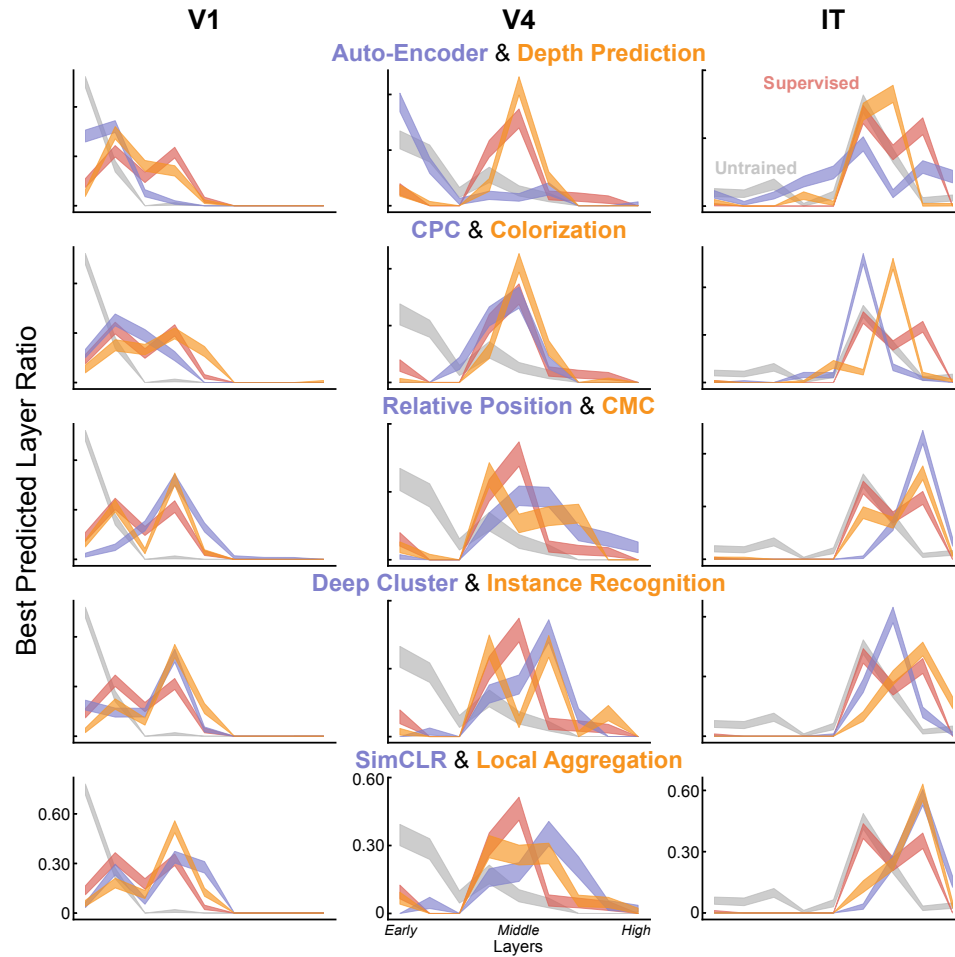 V1 V4 IT
Auto-Encoder & Depth Prediction
Supervised
Untrained
CPC & Colorization
Relative Position & CMC
Best Predicted Layer Ratio
Deep Cluster & Instance Recognition
SimCLR & Local Aggregation
0.60 0.60 0.60
0.30 0.30 0.30
0 0 0
Early Middle High
Layers